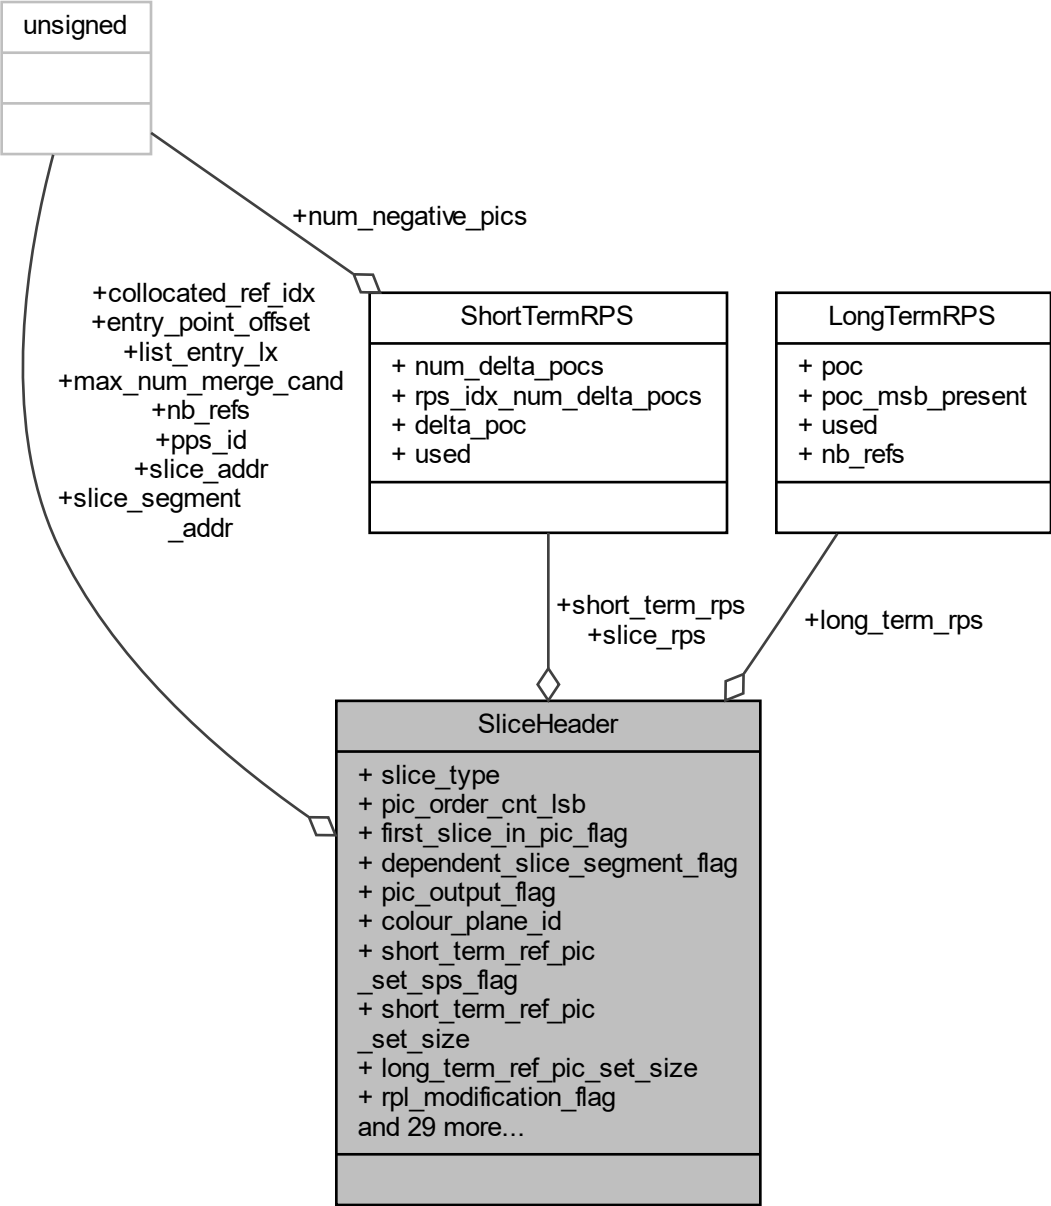 unsigned
+num_negative_pics
+collocated_ref_idx
+entry_point_offset
+list_entry_lx
+max_num_merge_cand
+nb_refs
+pps_id
+slice_addr
+slice_segment
_addr
ShortTermRPS
+ num_delta_pocs
+ rps_idx_num_delta_pocs
+ delta_poc
+ used
LongTermRPS
+ poc
+ poc_msb_present
+ used
+ nb_refs
+short_term_rps
+slice_rps
+long_term_rps
SliceHeader
+ slice_type
+ pic_order_cnt_lsb
+ first_slice_in_pic_flag
+ dependent_slice_segment_flag
+ pic_output_flag
+ colour_plane_id
+ short_term_ref_pic
_set_sps_flag
+ short_term_ref_pic
_set_size
+ long_term_ref_pic_set_size
+ rpl_modification_flag
and 29 more...